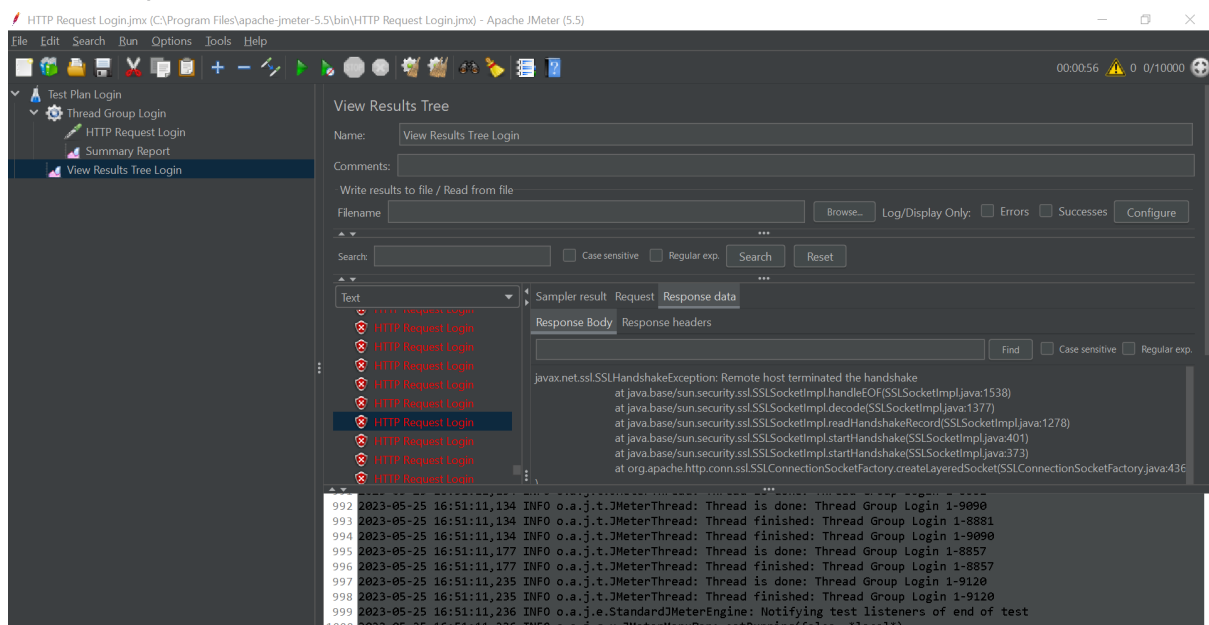 HTTP Request Login.jmx (C:\Program Files\apache-jmeter-5.5\bin\HTTP Request Login.jmx) - Apache JMeter (5.5)
File Edit Search Run Options Tools Help
00:00:56 0 0/10000
Test Plan Login
Thread Group Login
HTTP Request Login
Summary Report
View Results Tree Login
View Results Tree
Name: View Results Tree Login
Comments:
Write results to file / Read from file
Filename Browse... Log/Display Only: Errors Successes Configure
Search: Case sensitive Regular exp. Search Reset
Text
HTTP Request Login
HTTP Request Login
HTTP Request Login
HTTP Request Login
HTTP Request Login
HTTP Request Login
HTTP Request Login
HTTP Request Login
HTTP Request Login
HTTP Request Login
Sampler result Request Response data
Response Body Response headers
Find Case sensitive Regular exp.
javax.net.ssl.SSLHandshakeException: Remote host terminated the handshake
at java.base/sun.security.ssl.SSLSocketImpl.handleEOF(SSLSocketImpl.java:1538)
at java.base/sun.security.ssl.SSLSocketImpl.decode(SSLSocketImpl.java:1377)
at java.base/sun.security.ssl.SSLSocketImpl.readHandshakeRecord(SSLSocketImpl.java:1278)
at java.base/sun.security.ssl.SSLSocketImpl.startHandshake(SSLSocketImpl.java:401)
at java.base/sun.security.ssl.SSLSocketImpl.startHandshake(SSLSocketImpl.java:373)
at org.apache.http.conn.ssl.SSLConnectionSocketFactory.createLayeredSocket(SSLConnectionSocketFactory.java:436
992 2023-05-25 16:51:11,134 INFO o.a.j.t.JMeterThread: Thread is done: Thread Group Login 1-9090
993 2023-05-25 16:51:11,134 INFO o.a.j.t.JMeterThread: Thread finished: Thread Group Login 1-8881
994 2023-05-25 16:51:11,134 INFO o.a.j.t.JMeterThread: Thread finished: Thread Group Login 1-9090
995 2023-05-25 16:51:11,177 INFO o.a.j.t.JMeterThread: Thread is done: Thread Group Login 1-8857
996 2023-05-25 16:51:11,177 INFO o.a.j.t.JMeterThread: Thread finished: Thread Group Login 1-8857
997 2023-05-25 16:51:11,235 INFO o.a.j.t.JMeterThread: Thread is done: Thread Group Login 1-9120
998 2023-05-25 16:51:11,235 INFO o.a.j.t.JMeterThread: Thread finished: Thread Group Login 1-9120
999 2023-05-25 16:51:11,236 INFO o.a.j.e.StandardJMeterEngine: Notifying test listeners of end of test